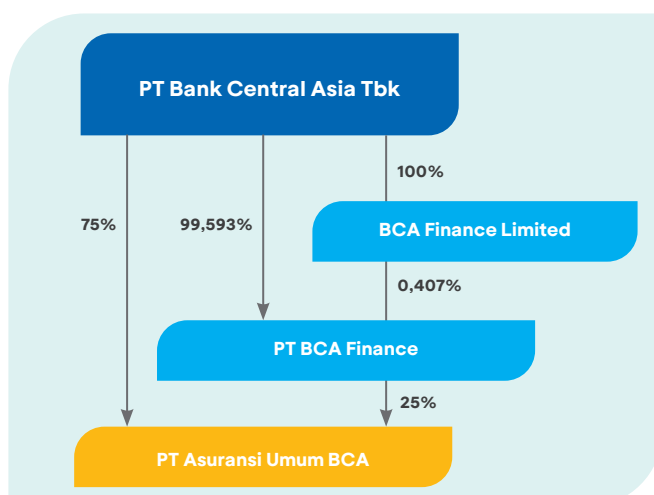 PT Bank Central Asia Tbk
100%
75%
99,593%
BCA Finance Limited
0,407%
PT BCA Finance
25%
PT Asuransi Umum BCA